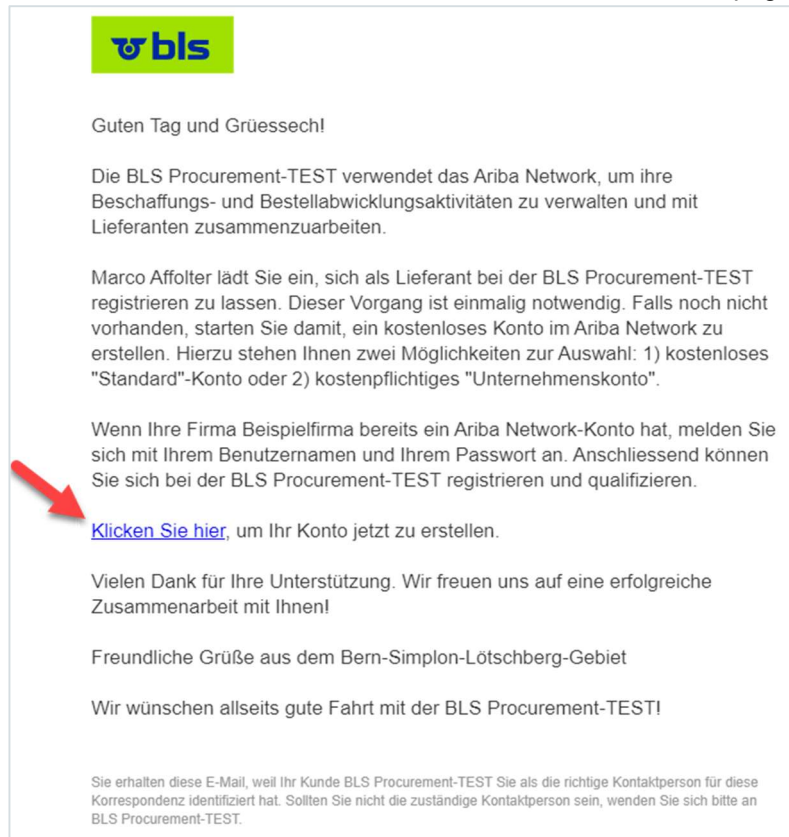 bls
Guten Tag und Grüessech!
Die BLS Procurement-TEST verwendet das Ariba Network, um ihre
Beschaffungs- und Bestellabwicklungsaktivitäten zu verwalten und mit
Lieferanten zusammenzuarbeiten.
Marco Affolter lädt Sie ein, sich als Lieferant bei der BLS Procurement-TEST
registrieren zu lassen. Dieser Vorgang ist einmalig notwendig. Falls noch nicht
vorhanden, starten Sie damit, ein kostenloses Konto im Ariba Network zu
erstellen. Hierzu stehen Ihnen zwei Möglichkeiten zur Auswahl: 1) kostenloses
"Standard"-Konto oder 2) kostenpflichtiges "Unternehmenskonto".
Wenn Ihre Firma Beispielfirma bereits ein Ariba Network-Konto hat, melden Sie
sich mit Ihrem Benutzernamen und Ihrem Passwort an. Anschliessend können
Sie sich bei der BLS Procurement-TEST registrieren und qualifizieren.
Klicken Sie hier, um Ihr Konto jetzt zu erstellen.
Vielen Dank für Ihre Unterstützung. Wir freuen uns auf eine erfolgreiche
Zusammenarbeit mit Ihnen!
Freundliche Grüße aus dem Bern-Simplon-Lötschberg-Gebiet
Wir wünschen allseits gute Fahrt mit der BLS Procurement-TEST!
Sie erhalten diese E-Mail, weil Ihr Kunde BLS Procurement-TEST Sie als die richtige Kontaktperson für diese
Korrespondenz identifiziert hat. Sollten Sie nicht die zuständige Kontaktperson sein, wenden Sie sich bitte an
BLS Procurement-TEST.